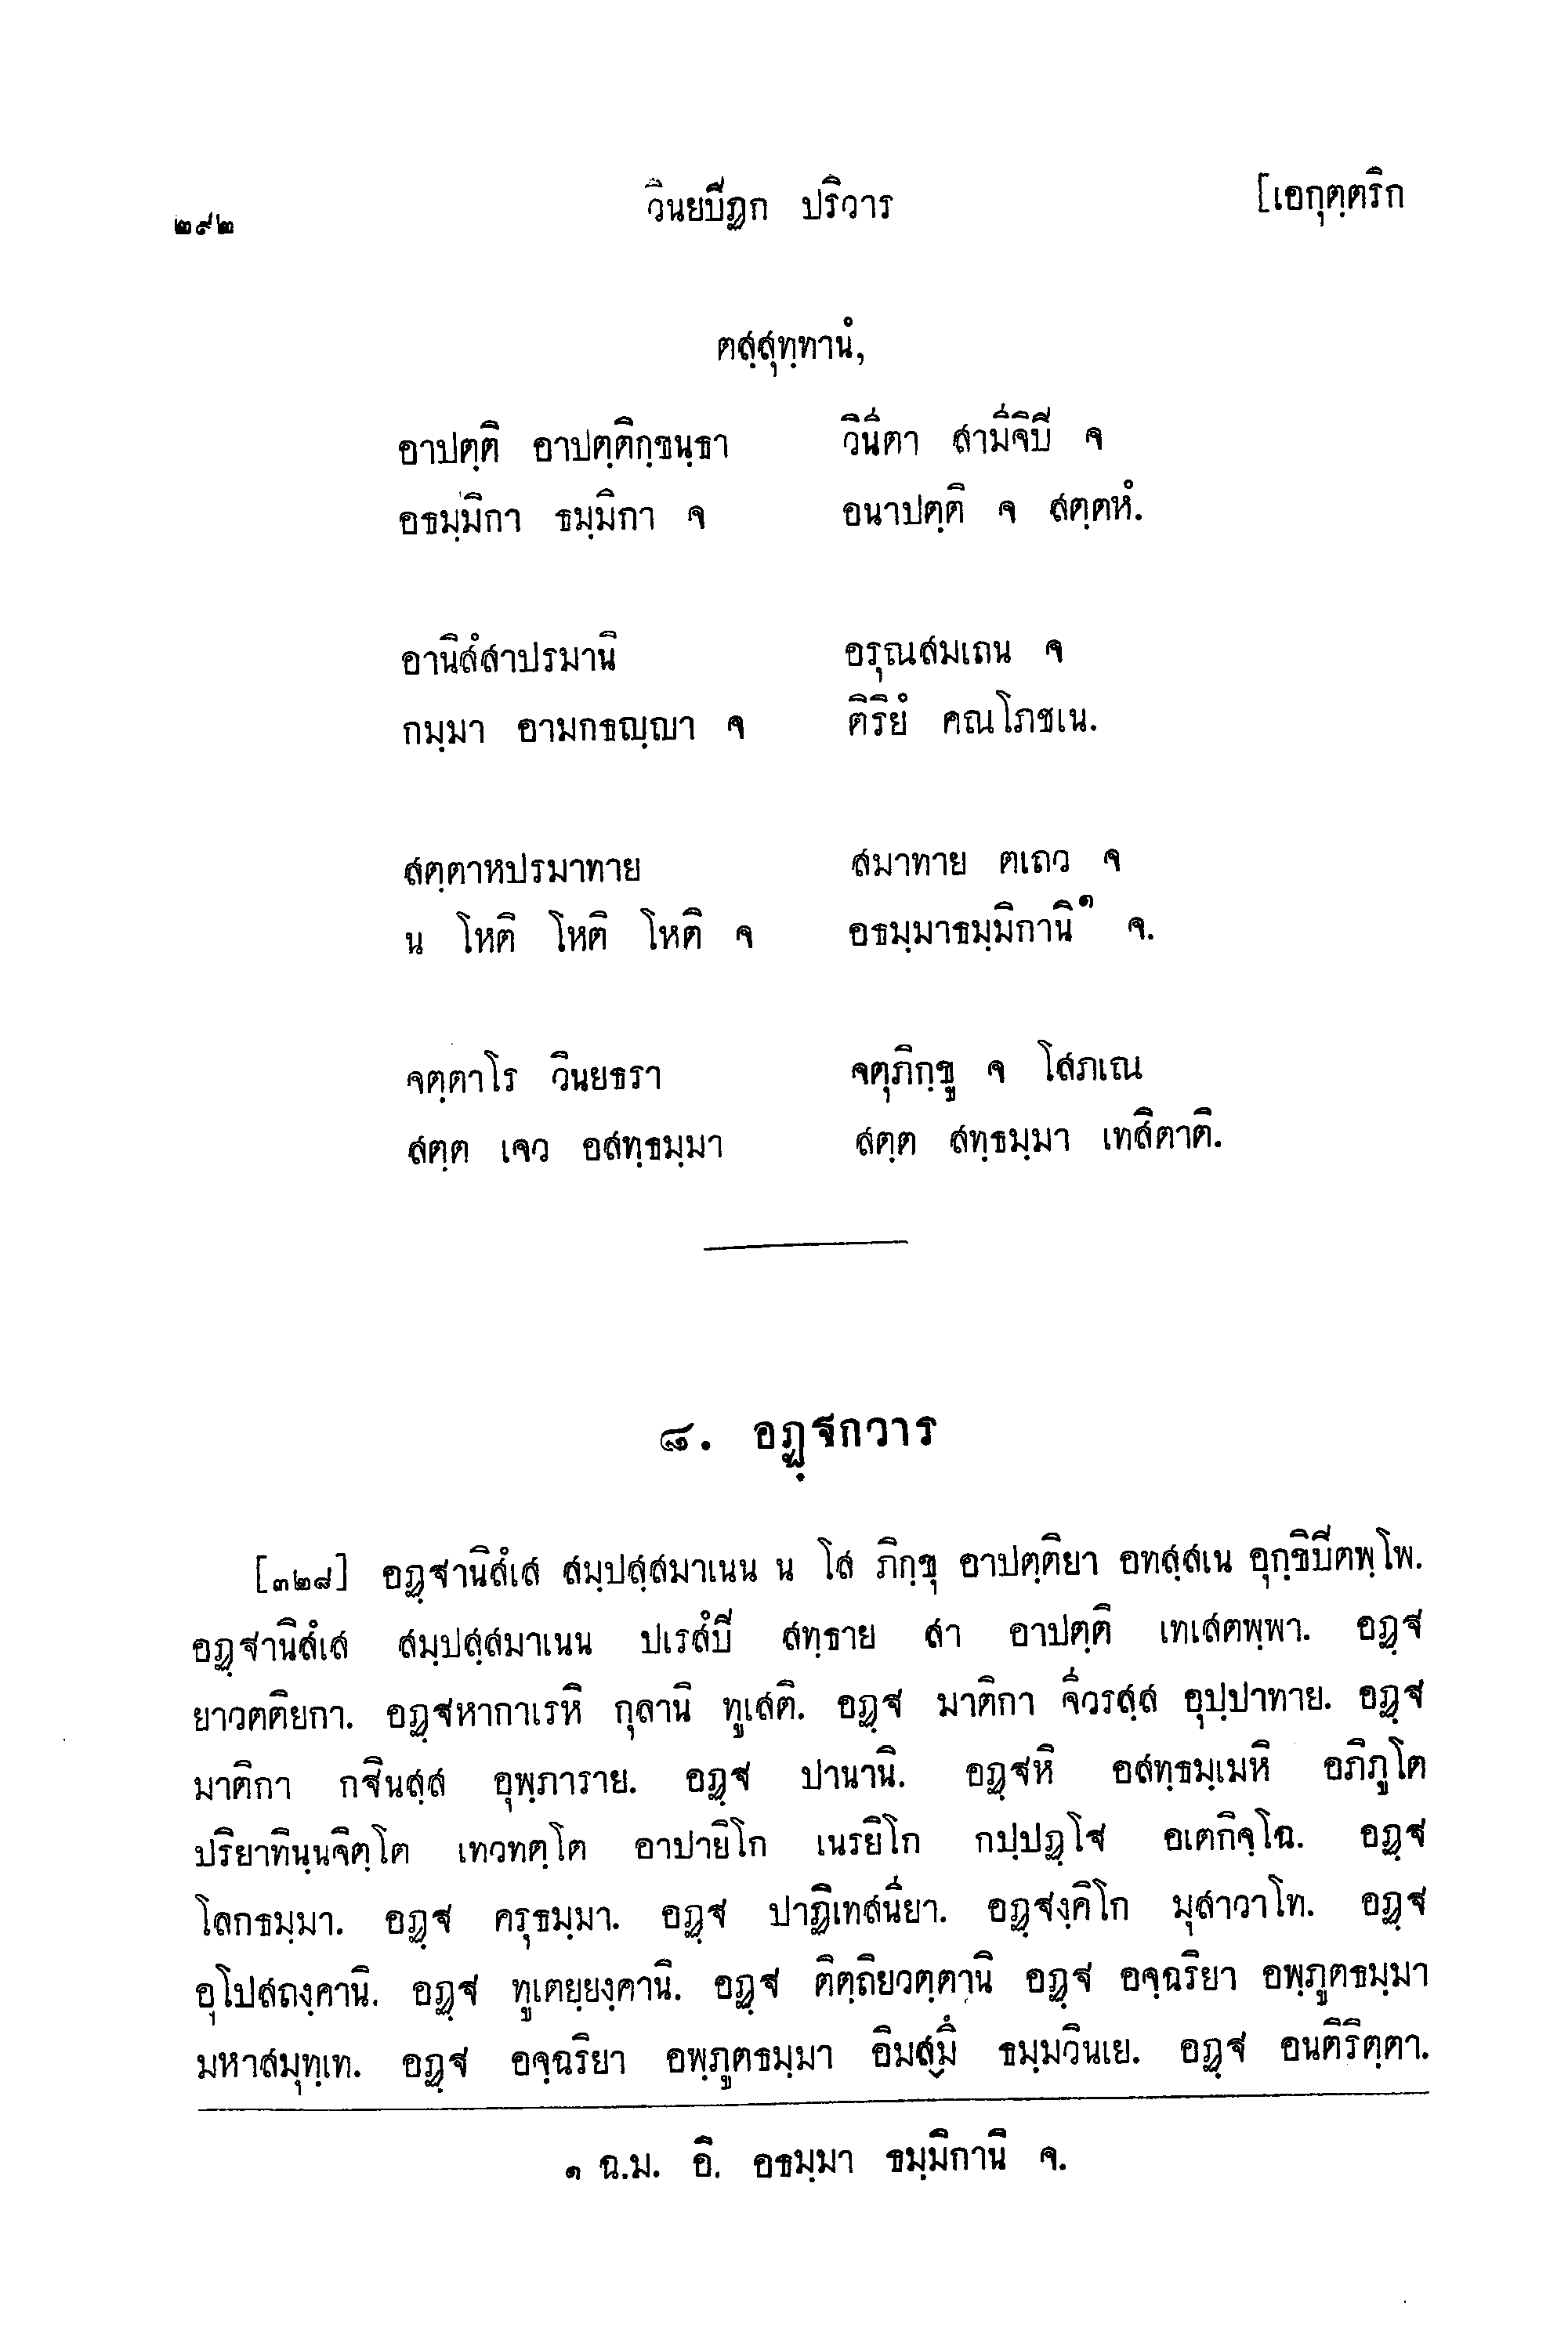 ๒๙๒ วินยปิฏก ปริวาร [เอกุตฺตริก
ตสฺสุทฺทานํ,
อาปตฺติ อาปตฺติกฺขนฺธา วินีตา สามีจิปิ จ
อธมฺมิกา ธมฺมิกา จ อนาปตฺติ จ สตฺตหํ.
อานิสํสาปรมานิ อรุณสมเถน จ
กมฺมา อามกธญฺญา จ ติริยํ คณโภชเน.
สตฺตาหปรมาทาย สมาทาย ตเถว จ
น โหติ โหติ โหติ จ อธมฺมาธมฺมิกานิ๑ จ.
จตฺตาโร วินยธรา จตุภิกฺขู จ โสภเณ
สตฺต เจว อสทฺธมฺมา สตฺต สทฺธมฺมา เทสิตาติ.
๘. อฏฺฐกวาร
[๓๒๘] อฏฺฐานิสํเส สมฺปสฺสมาเนน น โส ภิกฺขุ อาปตฺติยา อทสฺสเน อุกฺขิปิตพฺโพ.
อฏฺฐานิสํเส สมฺปสฺสมาเนน ปเรสํปิ สทฺธาย สา อาปตฺติ เทเสตพฺพา. อฏฺฐ
ยาวตติยกา. อฏฺฐหากาเรหิ กุลานิ ทูเสติ. อฏฺฐ มาติกา จีวรสฺส อุปฺปาทาย. อฏฺฐ
มาติกา กฐินสฺส อุพฺภาราย. อฏฺฐ ปานานิ. อฏฺฐหิ อสทฺธมฺเมหิ อภิภูโต
ปริยาทินฺนจิตฺโต เทวทตฺโต อาปายิโก เนรยิโก กปฺปฏฺโฐ อเตกิจฺโฉ. อฏฺฐ
โลกธมฺมา. อฏฺฐ ครุธมฺมา. อฏฺฐ ปาฏิเทสนียา. อฏฺฐงฺคิโก มุสาวาโท. อฏฺฐ
อุโปสถงฺคานิ. อฏฺฐ ทูเตยฺยงฺคานิ. อฏฺฐ ติตฺถิยวตฺตานิ อฏฺฐ อจฺฉริยา อพฺภูตธมฺมา
มหาสมุทฺเท. อฏฺฐ อจฺฉริยา อพฺภูตธมฺมา อิมสฺมึ ธมฺมวินเย. อฏฺฐ อนติริตฺตา.
๑ ฉ.ม. อิ. อธมฺมา ธมฺมิกานิ จ.